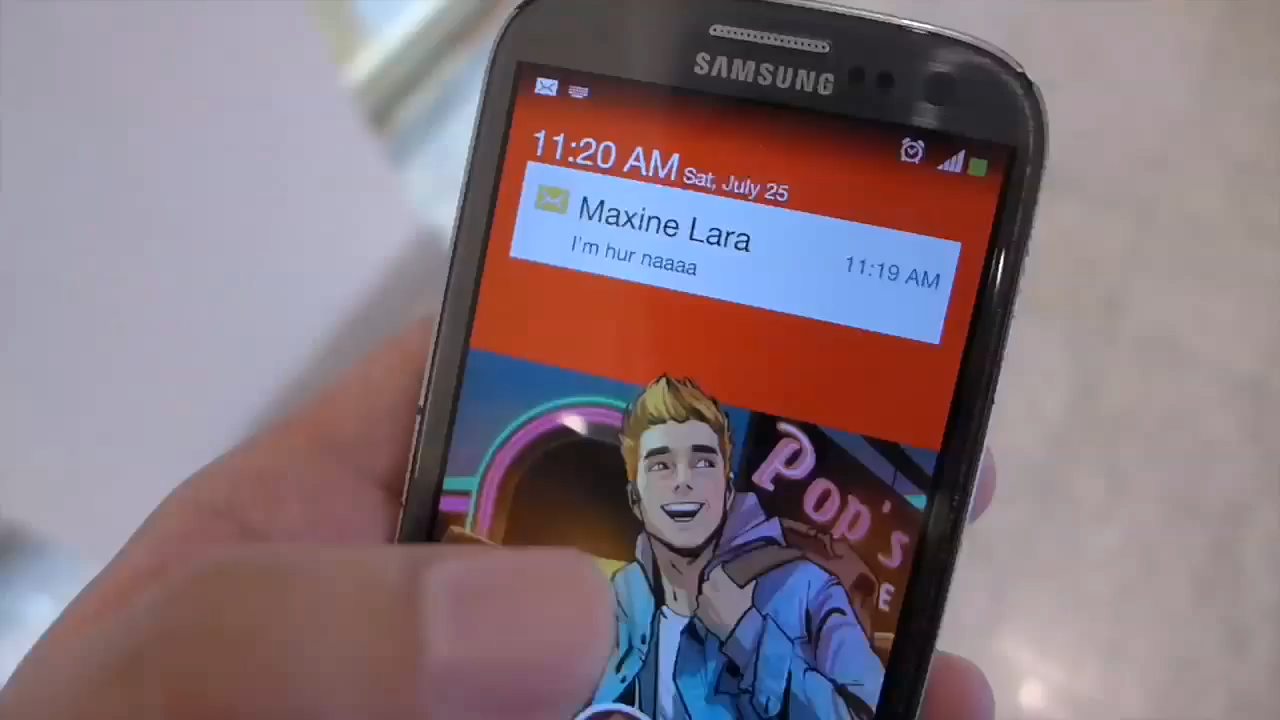 SAMSUNG
11:20 AM Sat, July 25
Maxine Lara
I'm hur naaaa
11:19 AM
Pop's
E